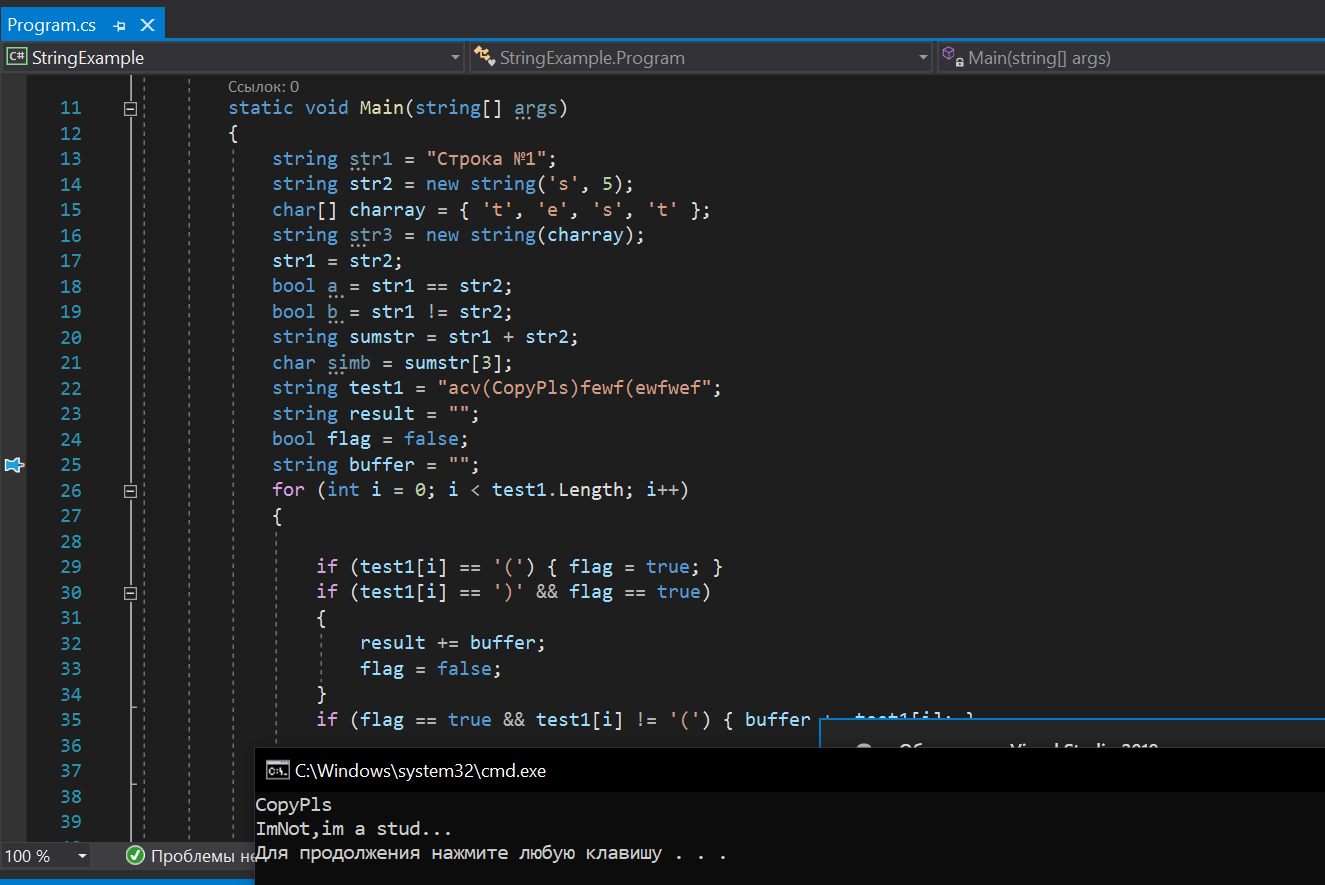 Program.cs
C# StringExample
StringExample.Program
Main(string[] args)
Ссылок: 0
11 static void Main(string[] args)
12 {
13 string str1 = "Строка №1";
14 string str2 = new string('s', 5);
15 char[] charray = { 't', 'e', 's', 't' };
16 string str3 = new string(charray);
17 str1 = str2;
18 bool a = str1 == str2;
19 bool b = str1 != str2;
20 string sumstr = str1 + str2;
21 char simb = sumstr[3];
22 string test1 = "acv(CopyPls)fewf(ewfwef";
23 string result = "";
24 bool flag = false;
25 string buffer = "";
26 for (int i = 0; i < test1.Length; i++)
27 {
28
29 if (test1[i] == '(') { flag = true; }
30 if (test1[i] == ')' && flag == true)
31 {
32 result += buffer;
33 flag = false;
34 }
35 if (flag == true && test1[i] != '(') { buffer
36
Visual Studio 2019
37
38
39
C:\Windows\system32\cmd.exe
CopyPls
ImNot,im a stud...
Для продолжения нажмите любую клавишу . . .
100 %
Проблемы не